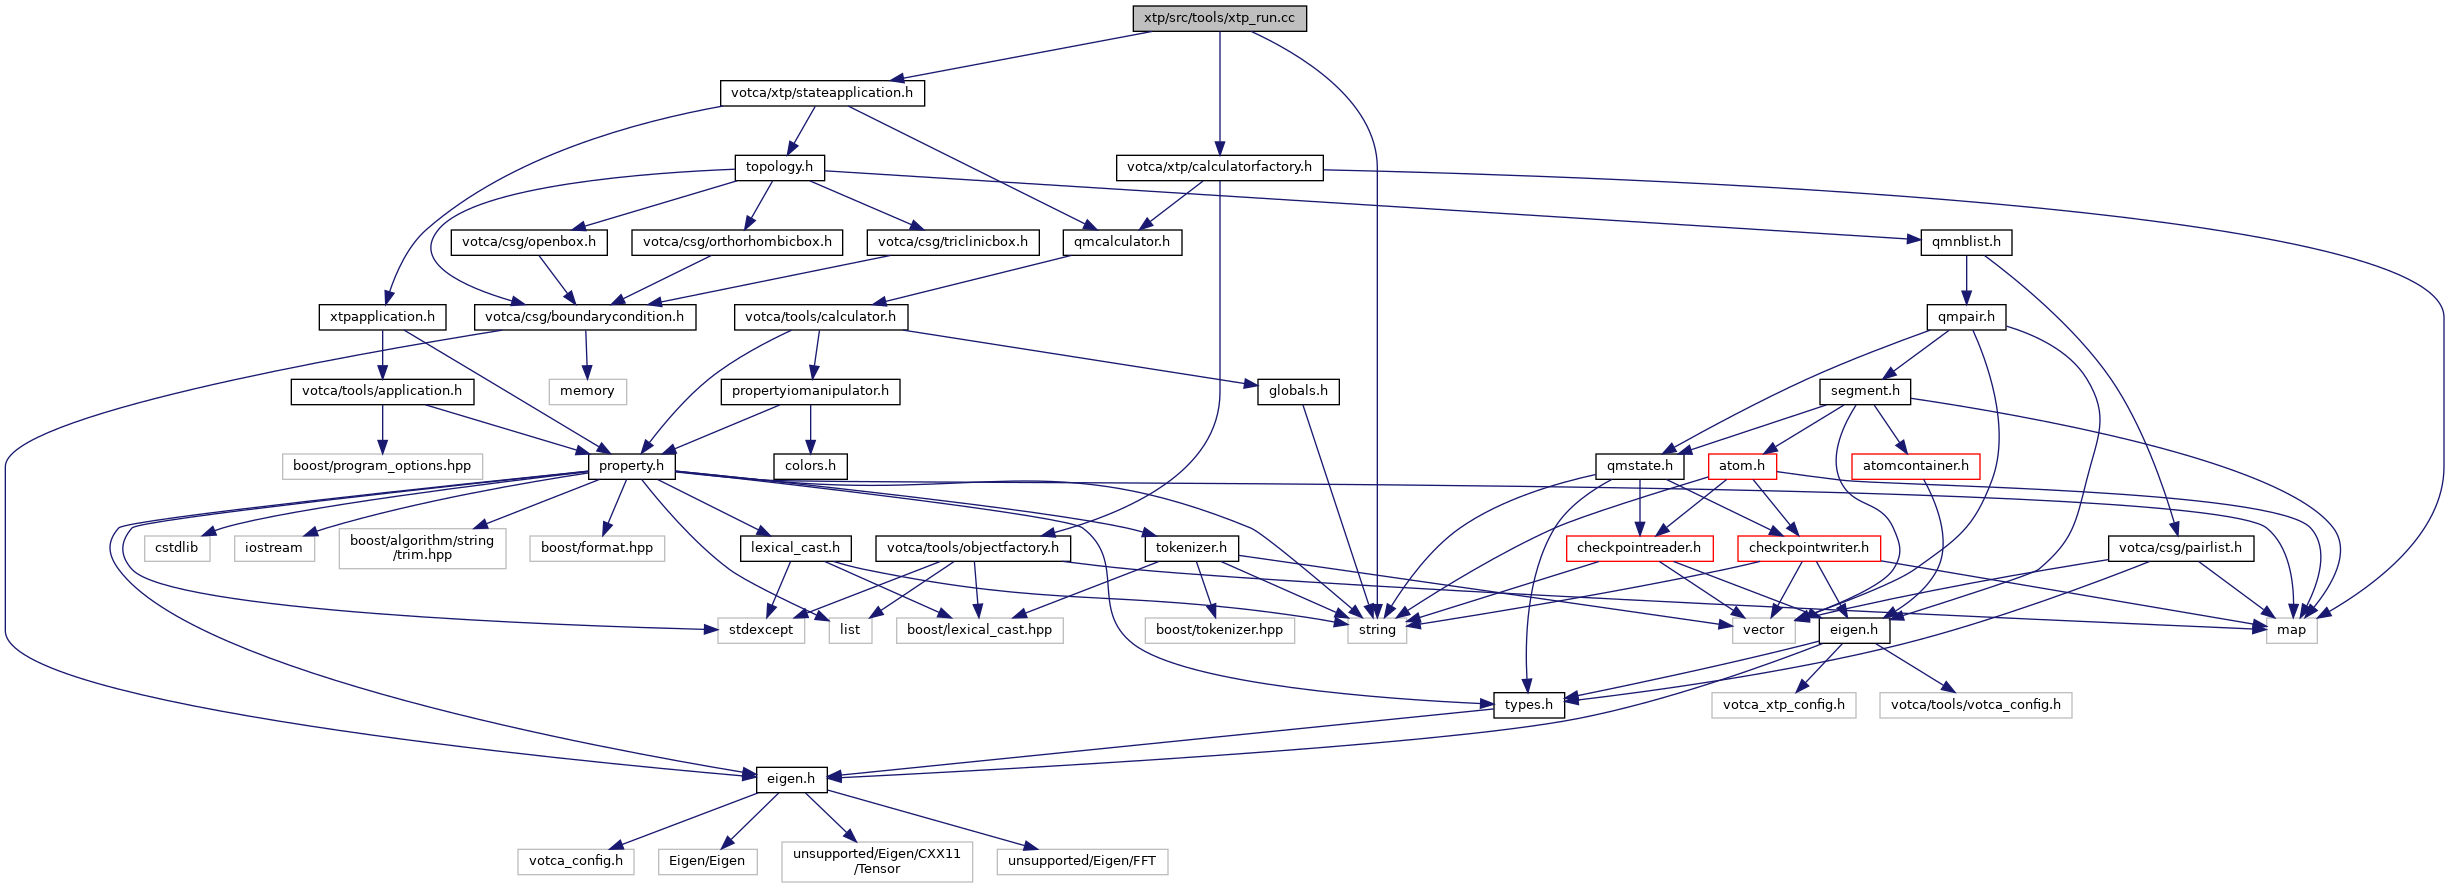 xtp/src/tools/xtp_run.cc
votca/xtp/stateapplication.h
topology.h
votca/xtp/calculatorfactory.h
votca/csg/openbox.h
votca/csg/orthorhombicbox.h
votca/csg/triclinicbox.h
qmcalculator.h
qmnblist.h
xtpapplication.h
votca/csg/boundarycondition.h
votca/tools/calculator.h
qmpair.h
votca/tools/application.h
memory
propertyiomanipulator.h
globals.h
segment.h
boost/program_options.hpp
property.h
colors.h
qmstate.h
atom.h
atomcontainer.h
cstdlib
iostream
boost/algorithm/string
/trim.hpp
boost/format.hpp
lexical_cast.h
votca/tools/objectfactory.h
tokenizer.h
checkpointreader.h
checkpointwriter.h
votca/csg/pairlist.h
stdexcept
list
boost/lexical_cast.hpp
boost/tokenizer.hpp
string
vector
eigen.h
map
types.h
votca_xtp_config.h
votca/tools/votca_config.h
eigen.h
votca_config.h
Eigen/Eigen
unsupported/Eigen/CXX11
/Tensor
unsupported/Eigen/FFT